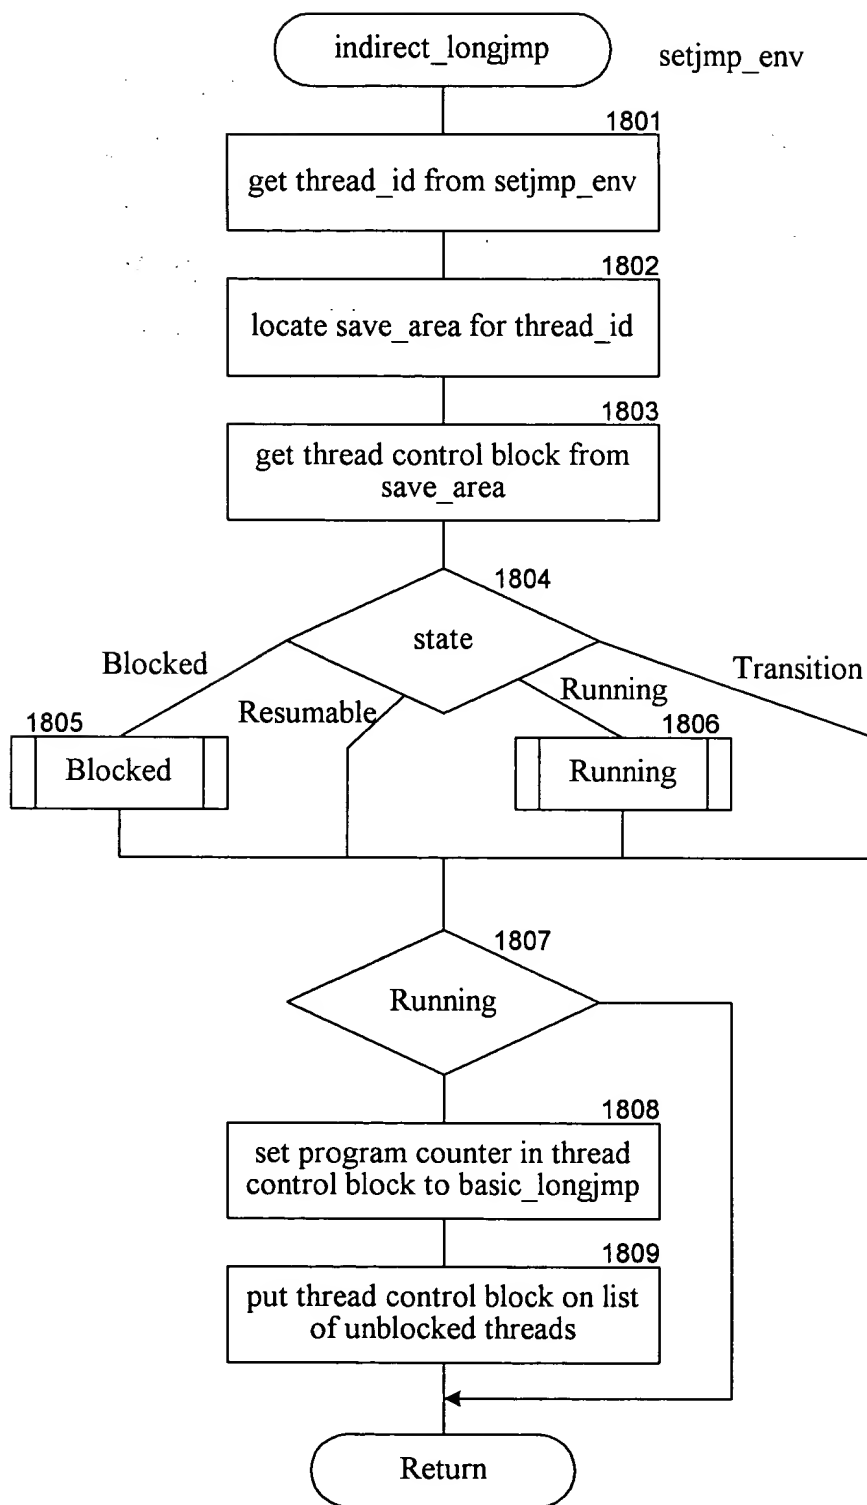 indirect_longjmp
setjmp_env
1801
get thread_id from setjmp_env
1802
locate save_area for thread_id
1803
get thread control block from
save_area
1804
state
Blocked
Resumable
Running
Transition
1805
Blocked
1806
Running
1807
Running
1808
set program counter in thread
control block to basic_longjmp
1809
put thread control block on list
of unblocked threads
Return